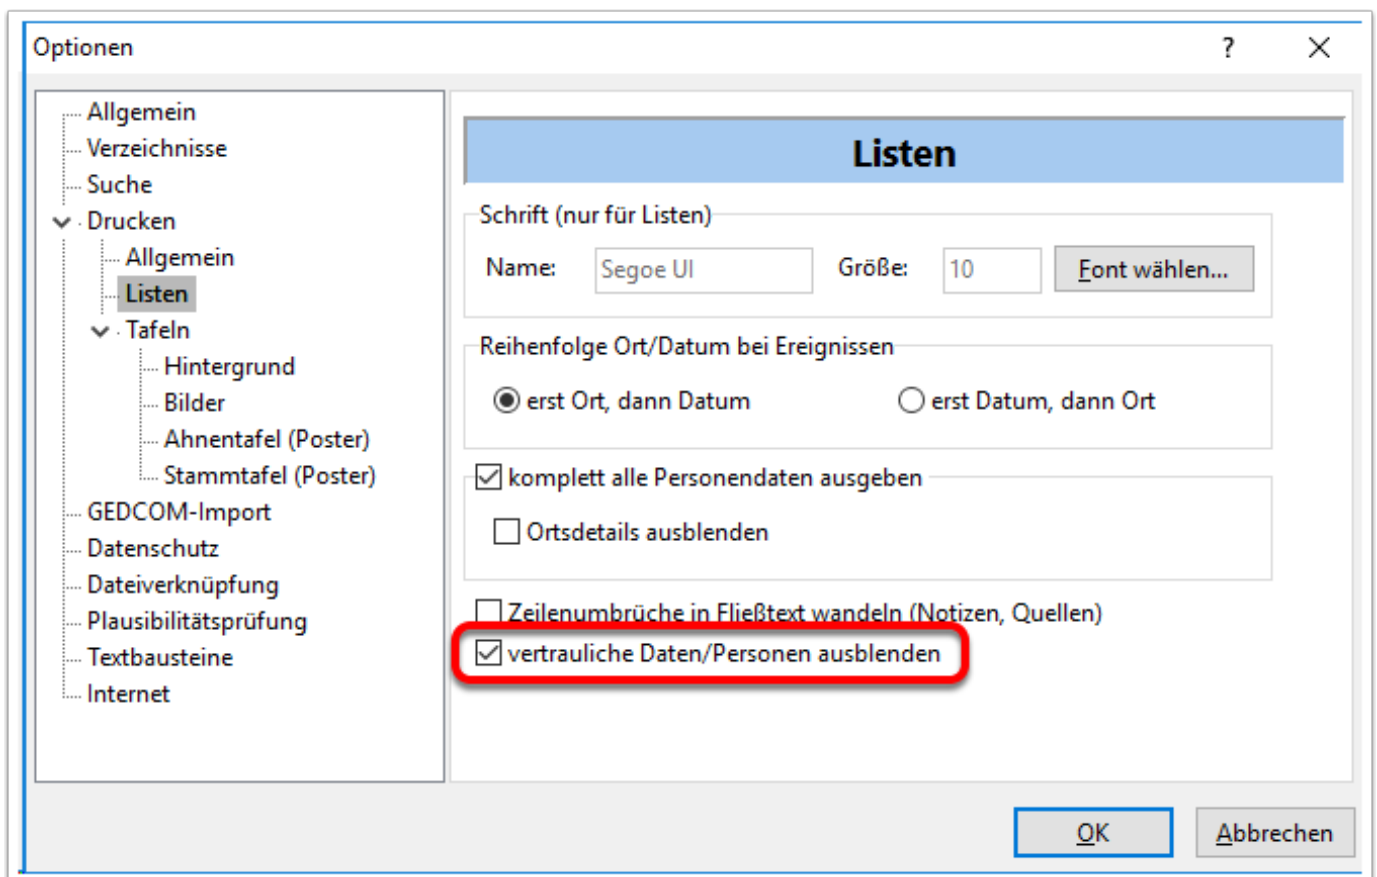 Optionen
?
Allgemein
Verzeichnisse
Suche
Drucken
Allgemein
Listen
Tafeln
Hintergrund
Bilder
Ahnentafel (Poster)
Stammtafel (Poster)
GEDCOM-Import
Datenschutz
Dateiverknüpfung
Plausibilitätsprüfung
Textbausteine
Internet
Listen
Schrift (nur für Listen)
Name: Segoe UI Größe: 10 Font wählen...
Reihenfolge Ort/Datum bei Ereignissen
erst Ort, dann Datum erst Datum, dann Ort
komplett alle Personendaten ausgeben
Ortsdetails ausblenden
Zeilenumbrüche in Fließtext wandeln (Notizen, Quellen)
vertrauliche Daten/Personen ausblenden
OK Abbrechen